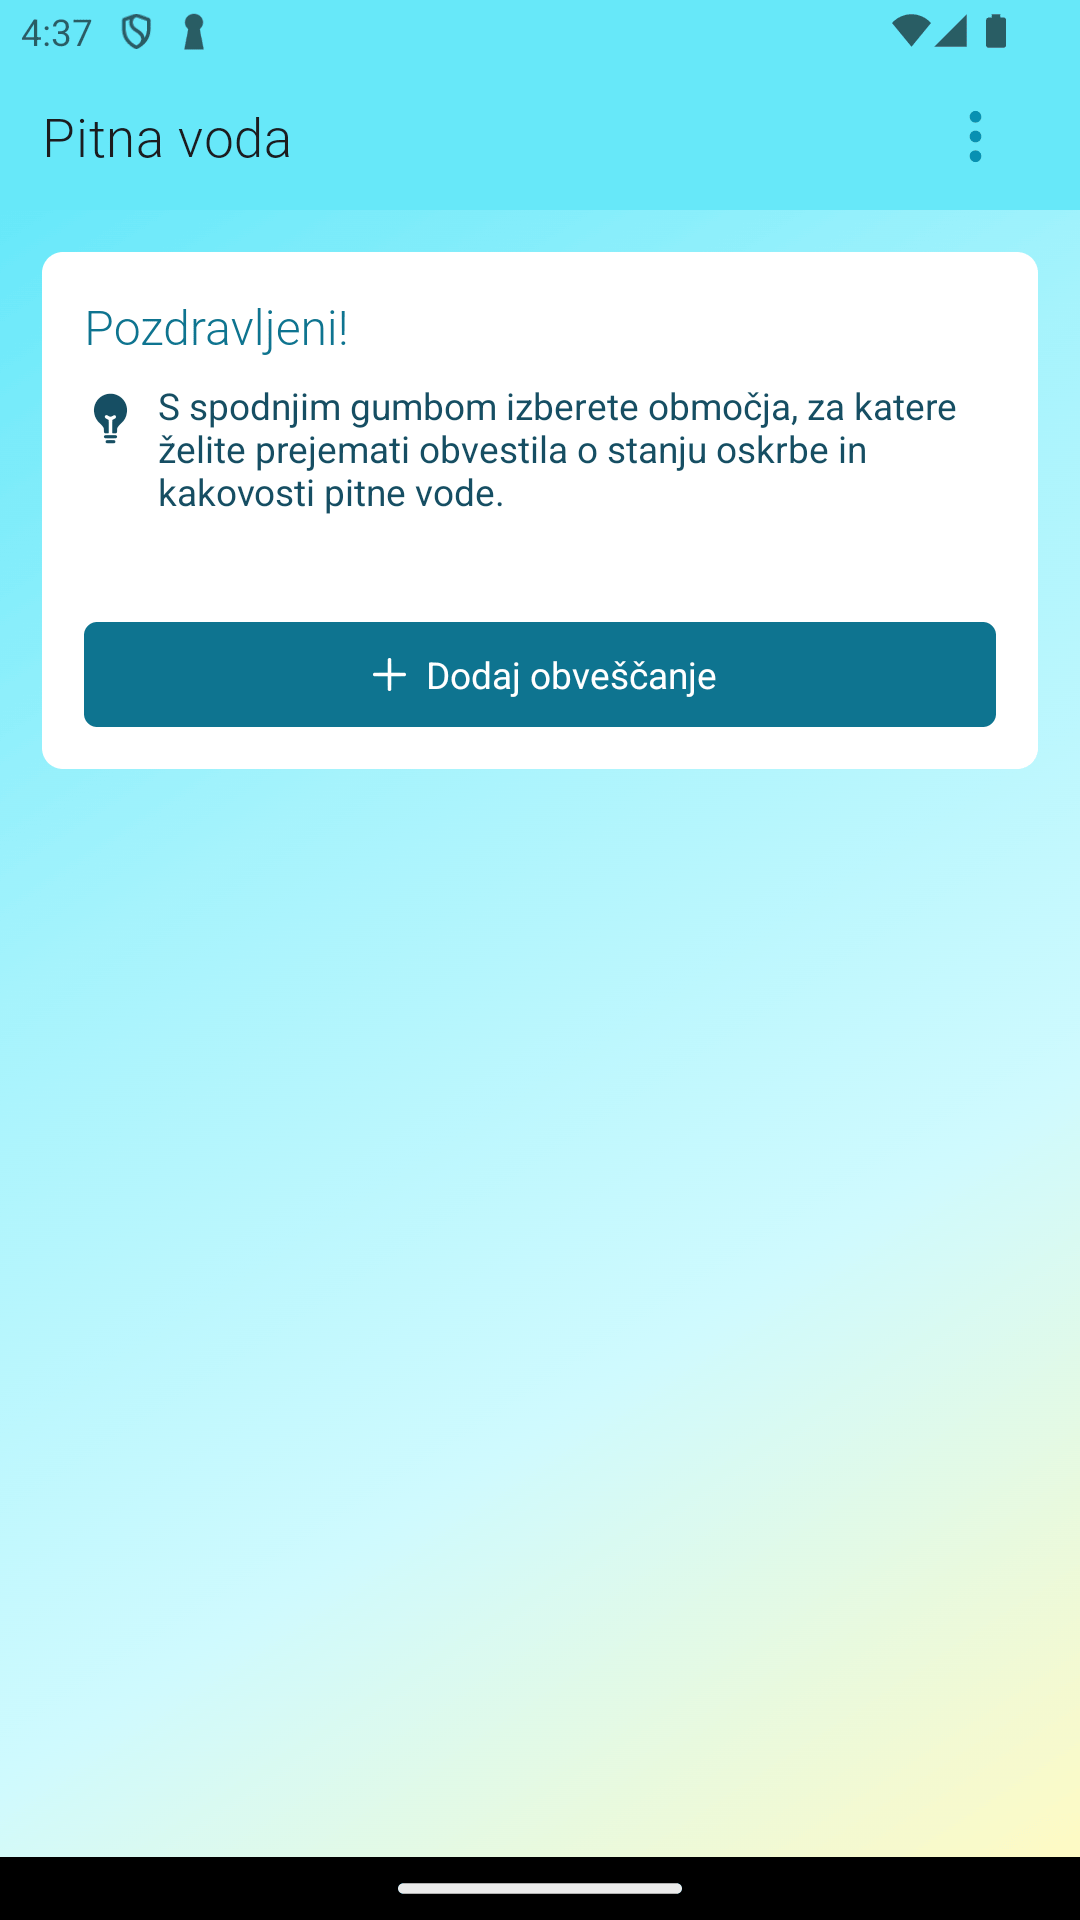 4:37
Pitna voda
Pozdravljeni!
S spodnjim gumbom izberete območja, za katere
želite prejemati obvestila o stanju oskrbe in
kakovosti pitne vode.
Dodaj obveščanje